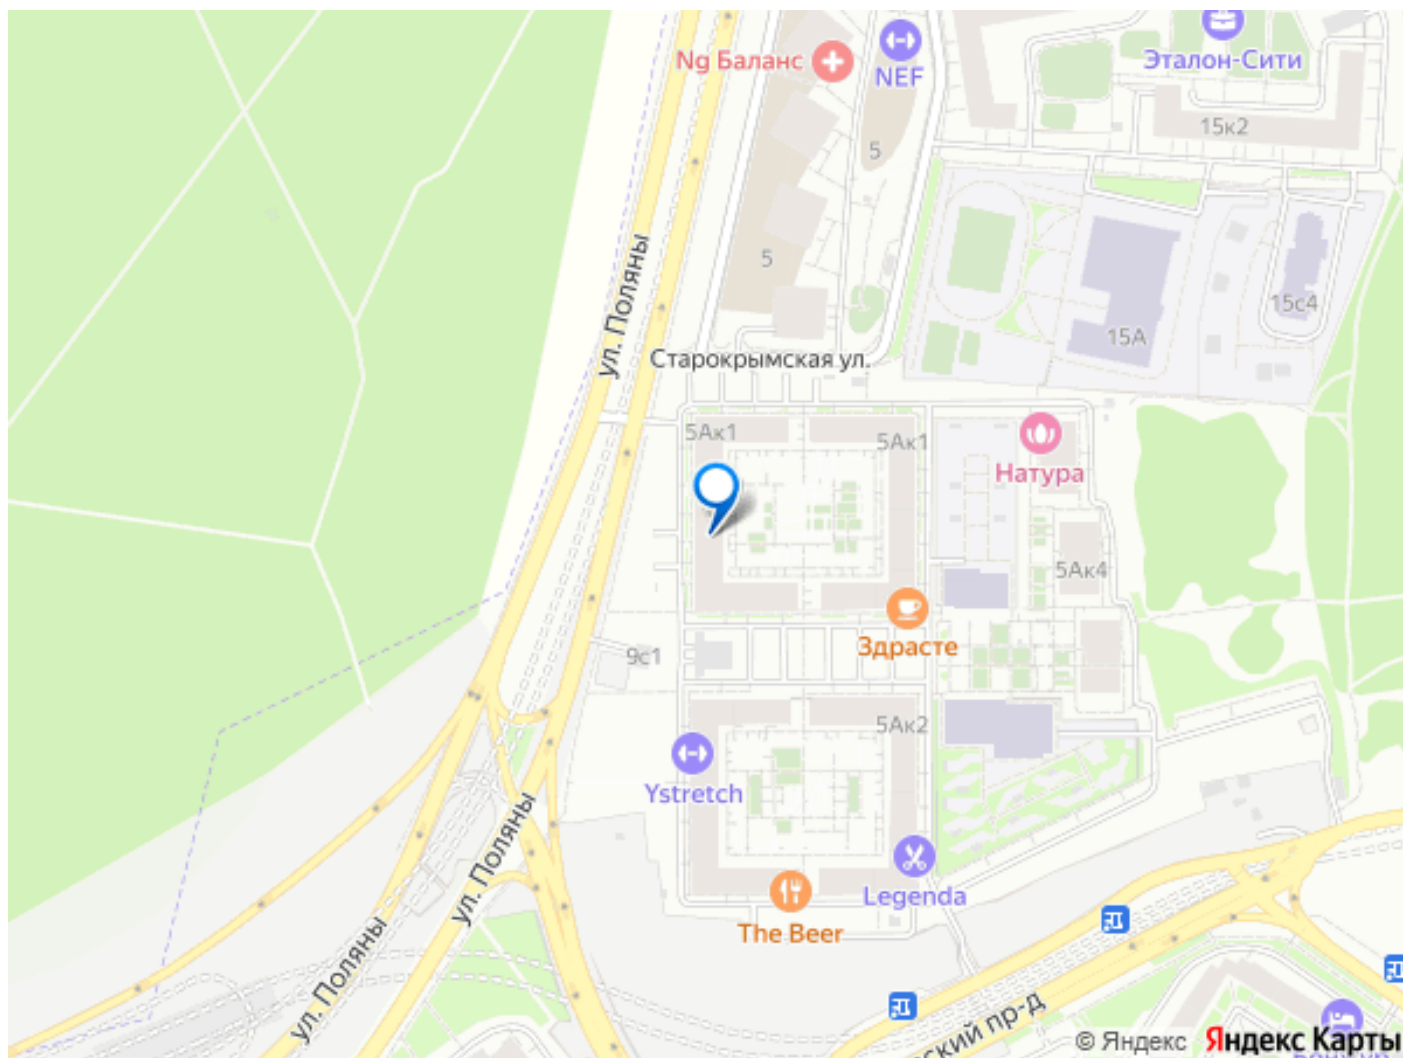 Ng Баланс
NEF
Эталон-Сити
15к2
5
ул. Поляны
5
15с4
15А
Старокрымская ул.
5Ак1
5Ак1
Натура
5Ак4
Здрасте
9с1
5Ак2
Ystretch
ул. Поляны
Legenda
The Beer
ул. Поляны
ский пр-д
© Яндекс Яндекс Карты